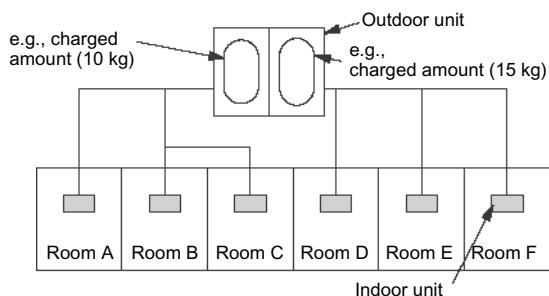 Outdoor unit
e.g., charged
amount (10 kg)
e.g.,
charged amount (15 kg)
Room A
Room B
Room C
Room D
Room E
Room F
Indoor unit